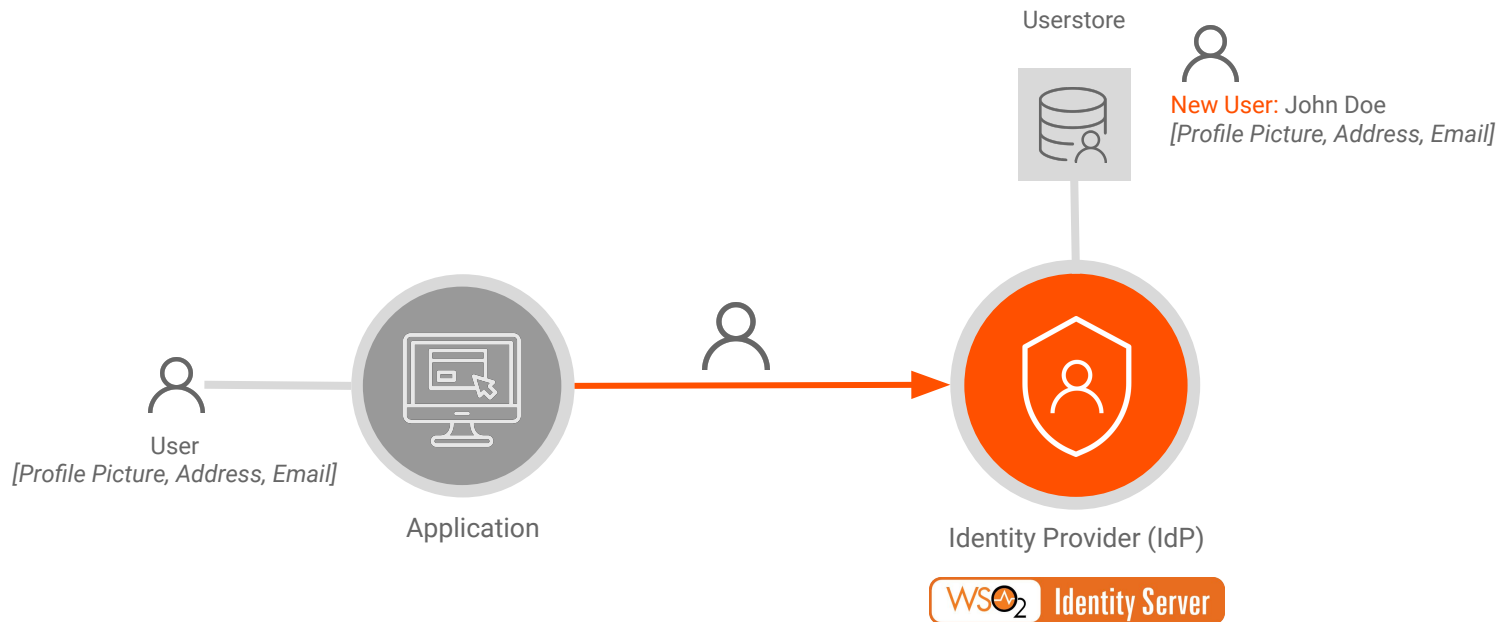 Userstore
New User: John Doe
[Profile Picture, Address, Email]
User
[Profile Picture, Address, Email]
Application
Identity Provider (IdP)
WSO2 Identity Server